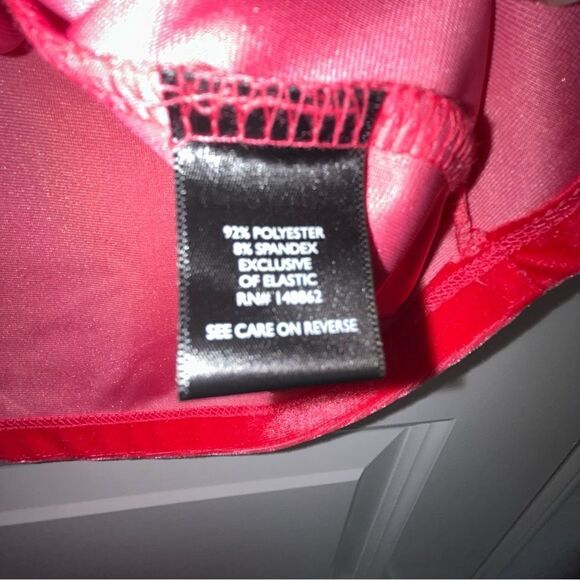 92% POLYESTER
8% SPANDEX
EXCLUSIVE
OF ELASTIC
RN# 148862
SEE CARE ON REVERSE